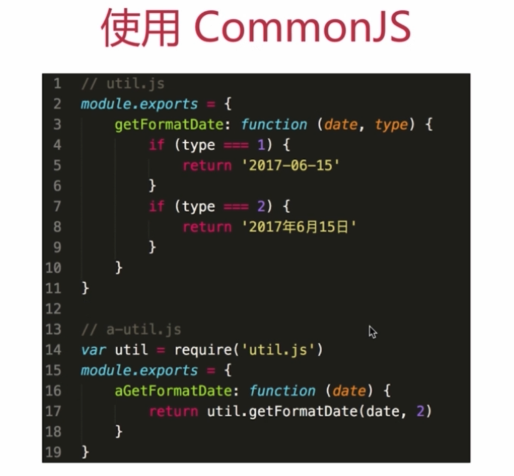 使用 CommonJS
1 // util.js
2 module.exports = {
3 getFormatDate: function (date, type) {
4 if (type === 1) {
5 return '2017-06-15'
6 }
7 if (type === 2) {
8 return '2017年6月15日'
9 }
10 }
11 }
12
13 // a-util.js
14 var util = require('util.js')
15 module.exports = {
16 aGetFormatDate: function (date) {
17 return util.getFormatDate(date, 2)
18 }
19 }